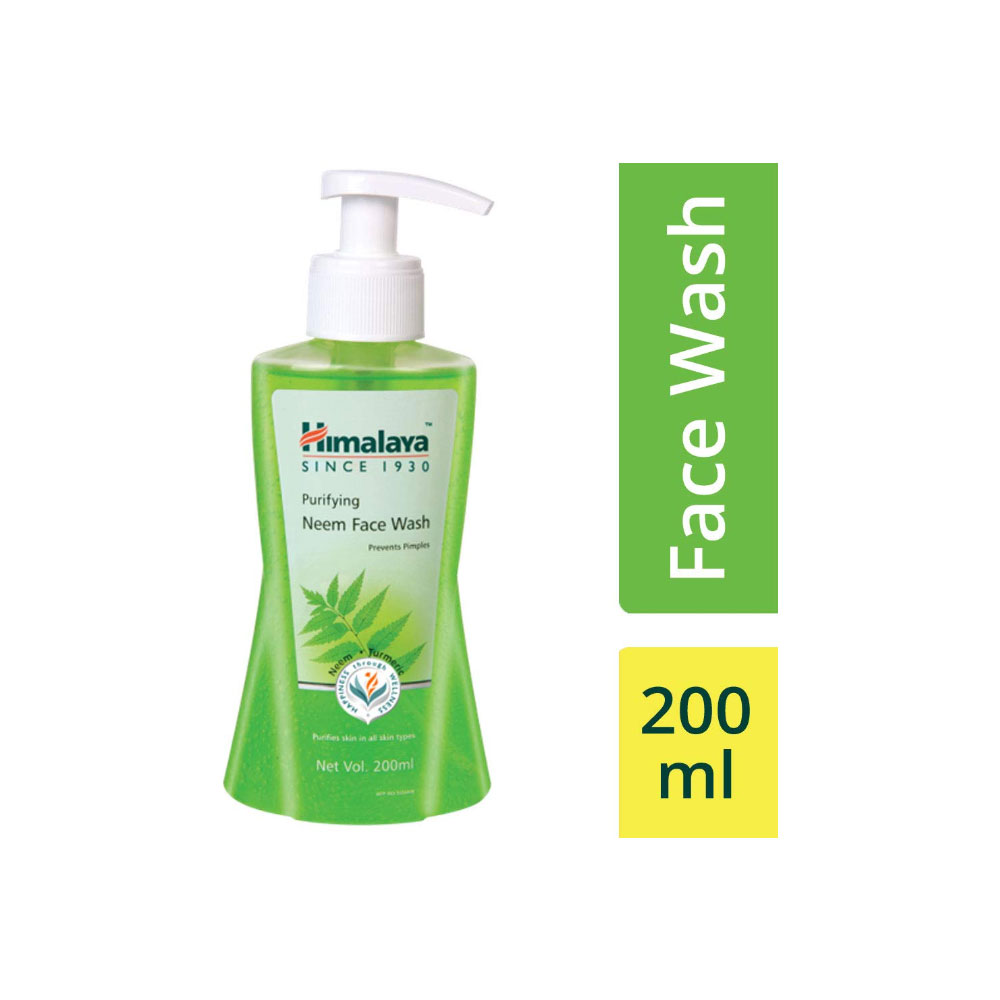 Himalaya™
SINCE 1930
Purifying
Neem Face Wash
Prevents Pimples
Neem • Turmeric
HAPPINESS through WELLNESS
Purifies skin in all skin types
Net Vol. 200ml
Face Wash
200
ml